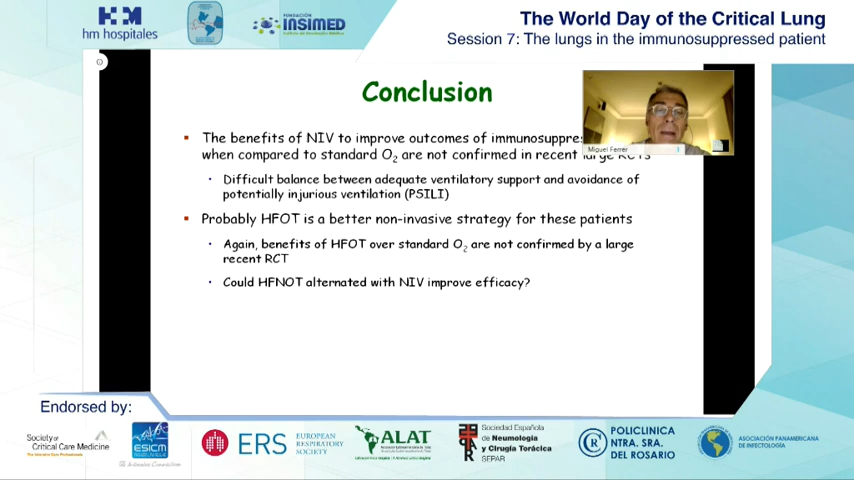 hm hospitales
FUNDACIÓN
INSIMED
The World Day of the Critical Lung
Session 7: The lungs in the immunosuppressed patient
Conclusion
Miguel Ferrer
▪ The benefits of NIV to improve outcomes of immunosuppres
when compared to standard O₂ are not confirmed in recent large RCTs
• Difficult balance between adequate ventilatory support and avoidance of
potentially injurious ventilation (PSILI)
▪ Probably HFOT is a better non-invasive strategy for these patients
• Again, benefits of HFOT over standard O₂ are not confirmed by a large
recent RCT
• Could HFNOT alternated with NIV improve efficacy?
Endorsed by:
Society of
Critical Care Medicine
The Intensive Care Professionals
ESICM
ERS
EUROPEAN
RESPIRATORY
SOCIETY
ALAT
Sociedad Española
de Neumología
y Cirugía Torácica
SEPAR
POLICLINICA
NTRA. SRA.
DEL ROSARIO
ASOCIACIÓN PANAMERICANA
DE INFECTOLOGÍA